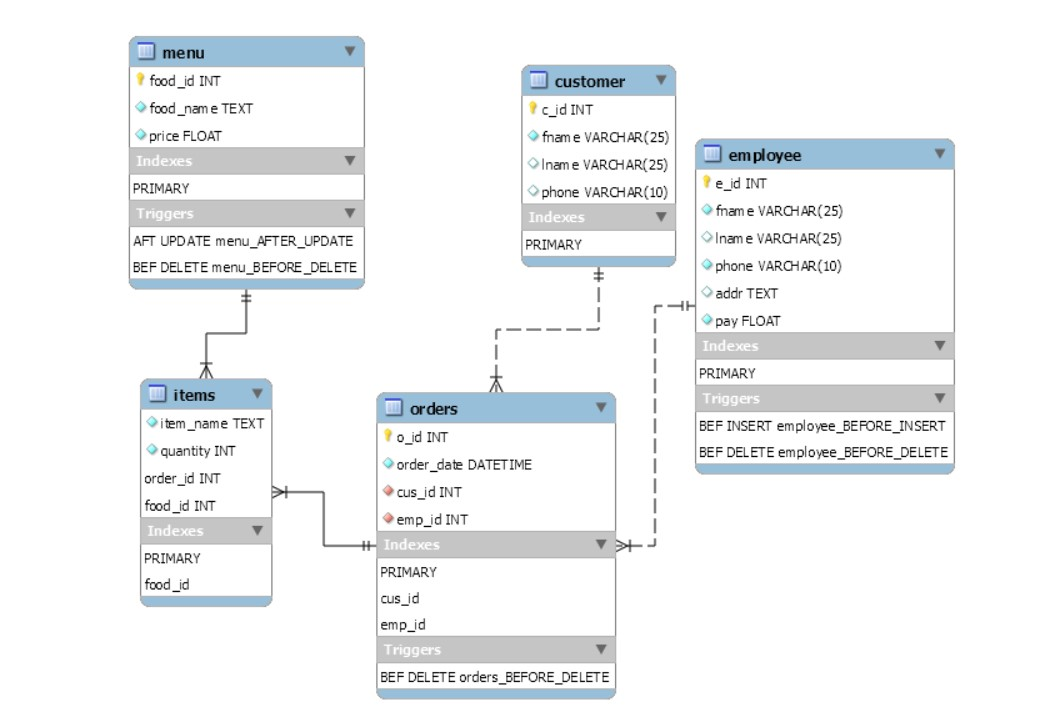 menu
food_id INT
food_name TEXT
price FLOAT
Indexes
PRIMARY
Triggers
AFT UPDATE menu_AFTER_UPDATE
BEF DELETE menu_BEFORE_DELETE
customer
c_id INT
fname VARCHAR(25)
lname VARCHAR(25)
phone VARCHAR(10)
Indexes
PRIMARY
employee
e_id INT
fname VARCHAR(25)
lname VARCHAR(25)
phone VARCHAR(10)
addr TEXT
pay FLOAT
Indexes
PRIMARY
Triggers
BEF INSERT employee_BEFORE_INSERT
BEF DELETE employee_BEFORE_DELETE
items
item_name TEXT
quantity INT
order_id INT
food_id INT
Indexes
PRIMARY
food_id
orders
o_id INT
order_date DATETIME
cus_id INT
emp_id INT
Indexes
PRIMARY
cus_id
emp_id
Triggers
BEF DELETE orders_BEFORE_DELETE